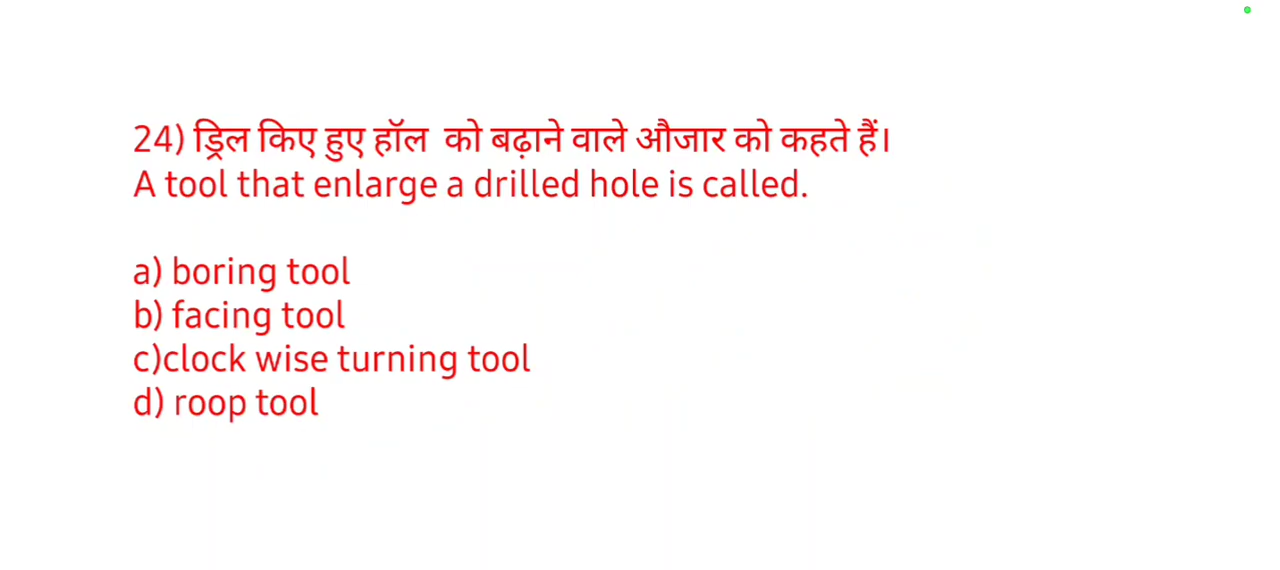 24) ड्रिल किए हुए हॉल को बढ़ाने वाले औजार को कहते हैं।
A tool that enlarge a drilled hole is called.
a) boring tool
b) facing tool
c)clock wise turning tool
d) roop tool